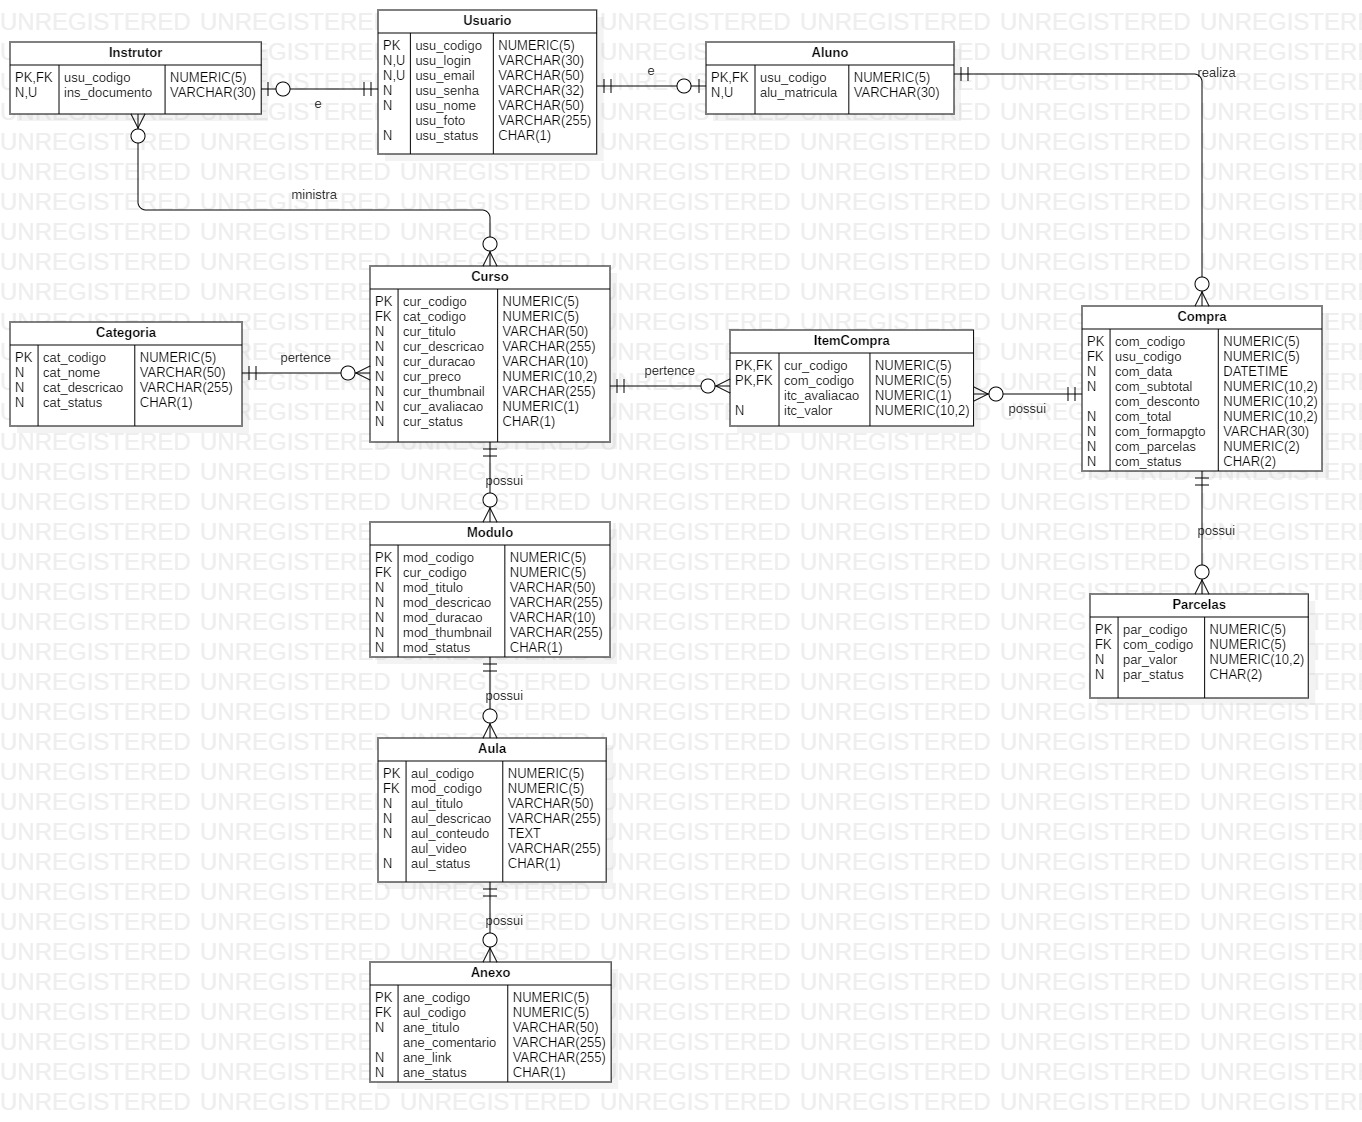 Usuario
PK usu_codigo NUMERIC(5)
N,U usu_login VARCHAR(30)
N,U usu_email VARCHAR(50)
N usu_senha VARCHAR(32)
N usu_nome VARCHAR(50)
usu_foto VARCHAR(255)
N usu_status CHAR(1)
Instrutor
PK,FK usu_codigo NUMERIC(5)
N,U ins_documento VARCHAR(30)
e
e
Aluno
PK,FK usu_codigo NUMERIC(5)
N,U alu_matricula VARCHAR(30)
realiza
ministra
Curso
PK cur_codigo NUMERIC(5)
FK cat_codigo NUMERIC(5)
N cur_titulo VARCHAR(50)
N cur_descricao VARCHAR(255)
N cur_duracao VARCHAR(10)
N cur_preco NUMERIC(10,2)
N cur_thumbnail VARCHAR(255)
N cur_avaliacao NUMERIC(1)
N cur_status CHAR(1)
Categoria
PK cat_codigo NUMERIC(5)
N cat_nome VARCHAR(50)
N cat_descricao VARCHAR(255)
N cat_status CHAR(1)
pertence
pertence
ItemCompra
PK,FK cur_codigo NUMERIC(5)
PK,FK com_codigo NUMERIC(5)
itc_avaliacao NUMERIC(1)
N itc_valor NUMERIC(10,2)
possui
Compra
PK com_codigo NUMERIC(5)
FK usu_codigo NUMERIC(5)
N com_data DATETIME
N com_subtotal NUMERIC(10,2)
com_desconto NUMERIC(10,2)
N com_total NUMERIC(10,2)
N com_formapgto VARCHAR(30)
N com_parcelas NUMERIC(2)
N com_status CHAR(2)
possui
possui
Modulo
PK mod_codigo NUMERIC(5)
FK cur_codigo NUMERIC(5)
N mod_titulo VARCHAR(50)
N mod_descricao VARCHAR(255)
N mod_duracao VARCHAR(10)
N mod_thumbnail VARCHAR(255)
N mod_status CHAR(1)
Parcelas
PK par_codigo NUMERIC(5)
FK com_codigo NUMERIC(5)
N par_valor NUMERIC(10,2)
N par_status CHAR(2)
possui
Aula
PK aul_codigo NUMERIC(5)
FK mod_codigo NUMERIC(5)
N aul_titulo VARCHAR(50)
N aul_descricao VARCHAR(255)
N aul_conteudo TEXT
aul_video VARCHAR(255)
N aul_status CHAR(1)
possui
Anexo
PK ane_codigo NUMERIC(5)
FK aul_codigo NUMERIC(5)
N ane_titulo VARCHAR(50)
ane_comentario VARCHAR(255)
N ane_link VARCHAR(255)
N ane_status CHAR(1)
UNREGISTERED